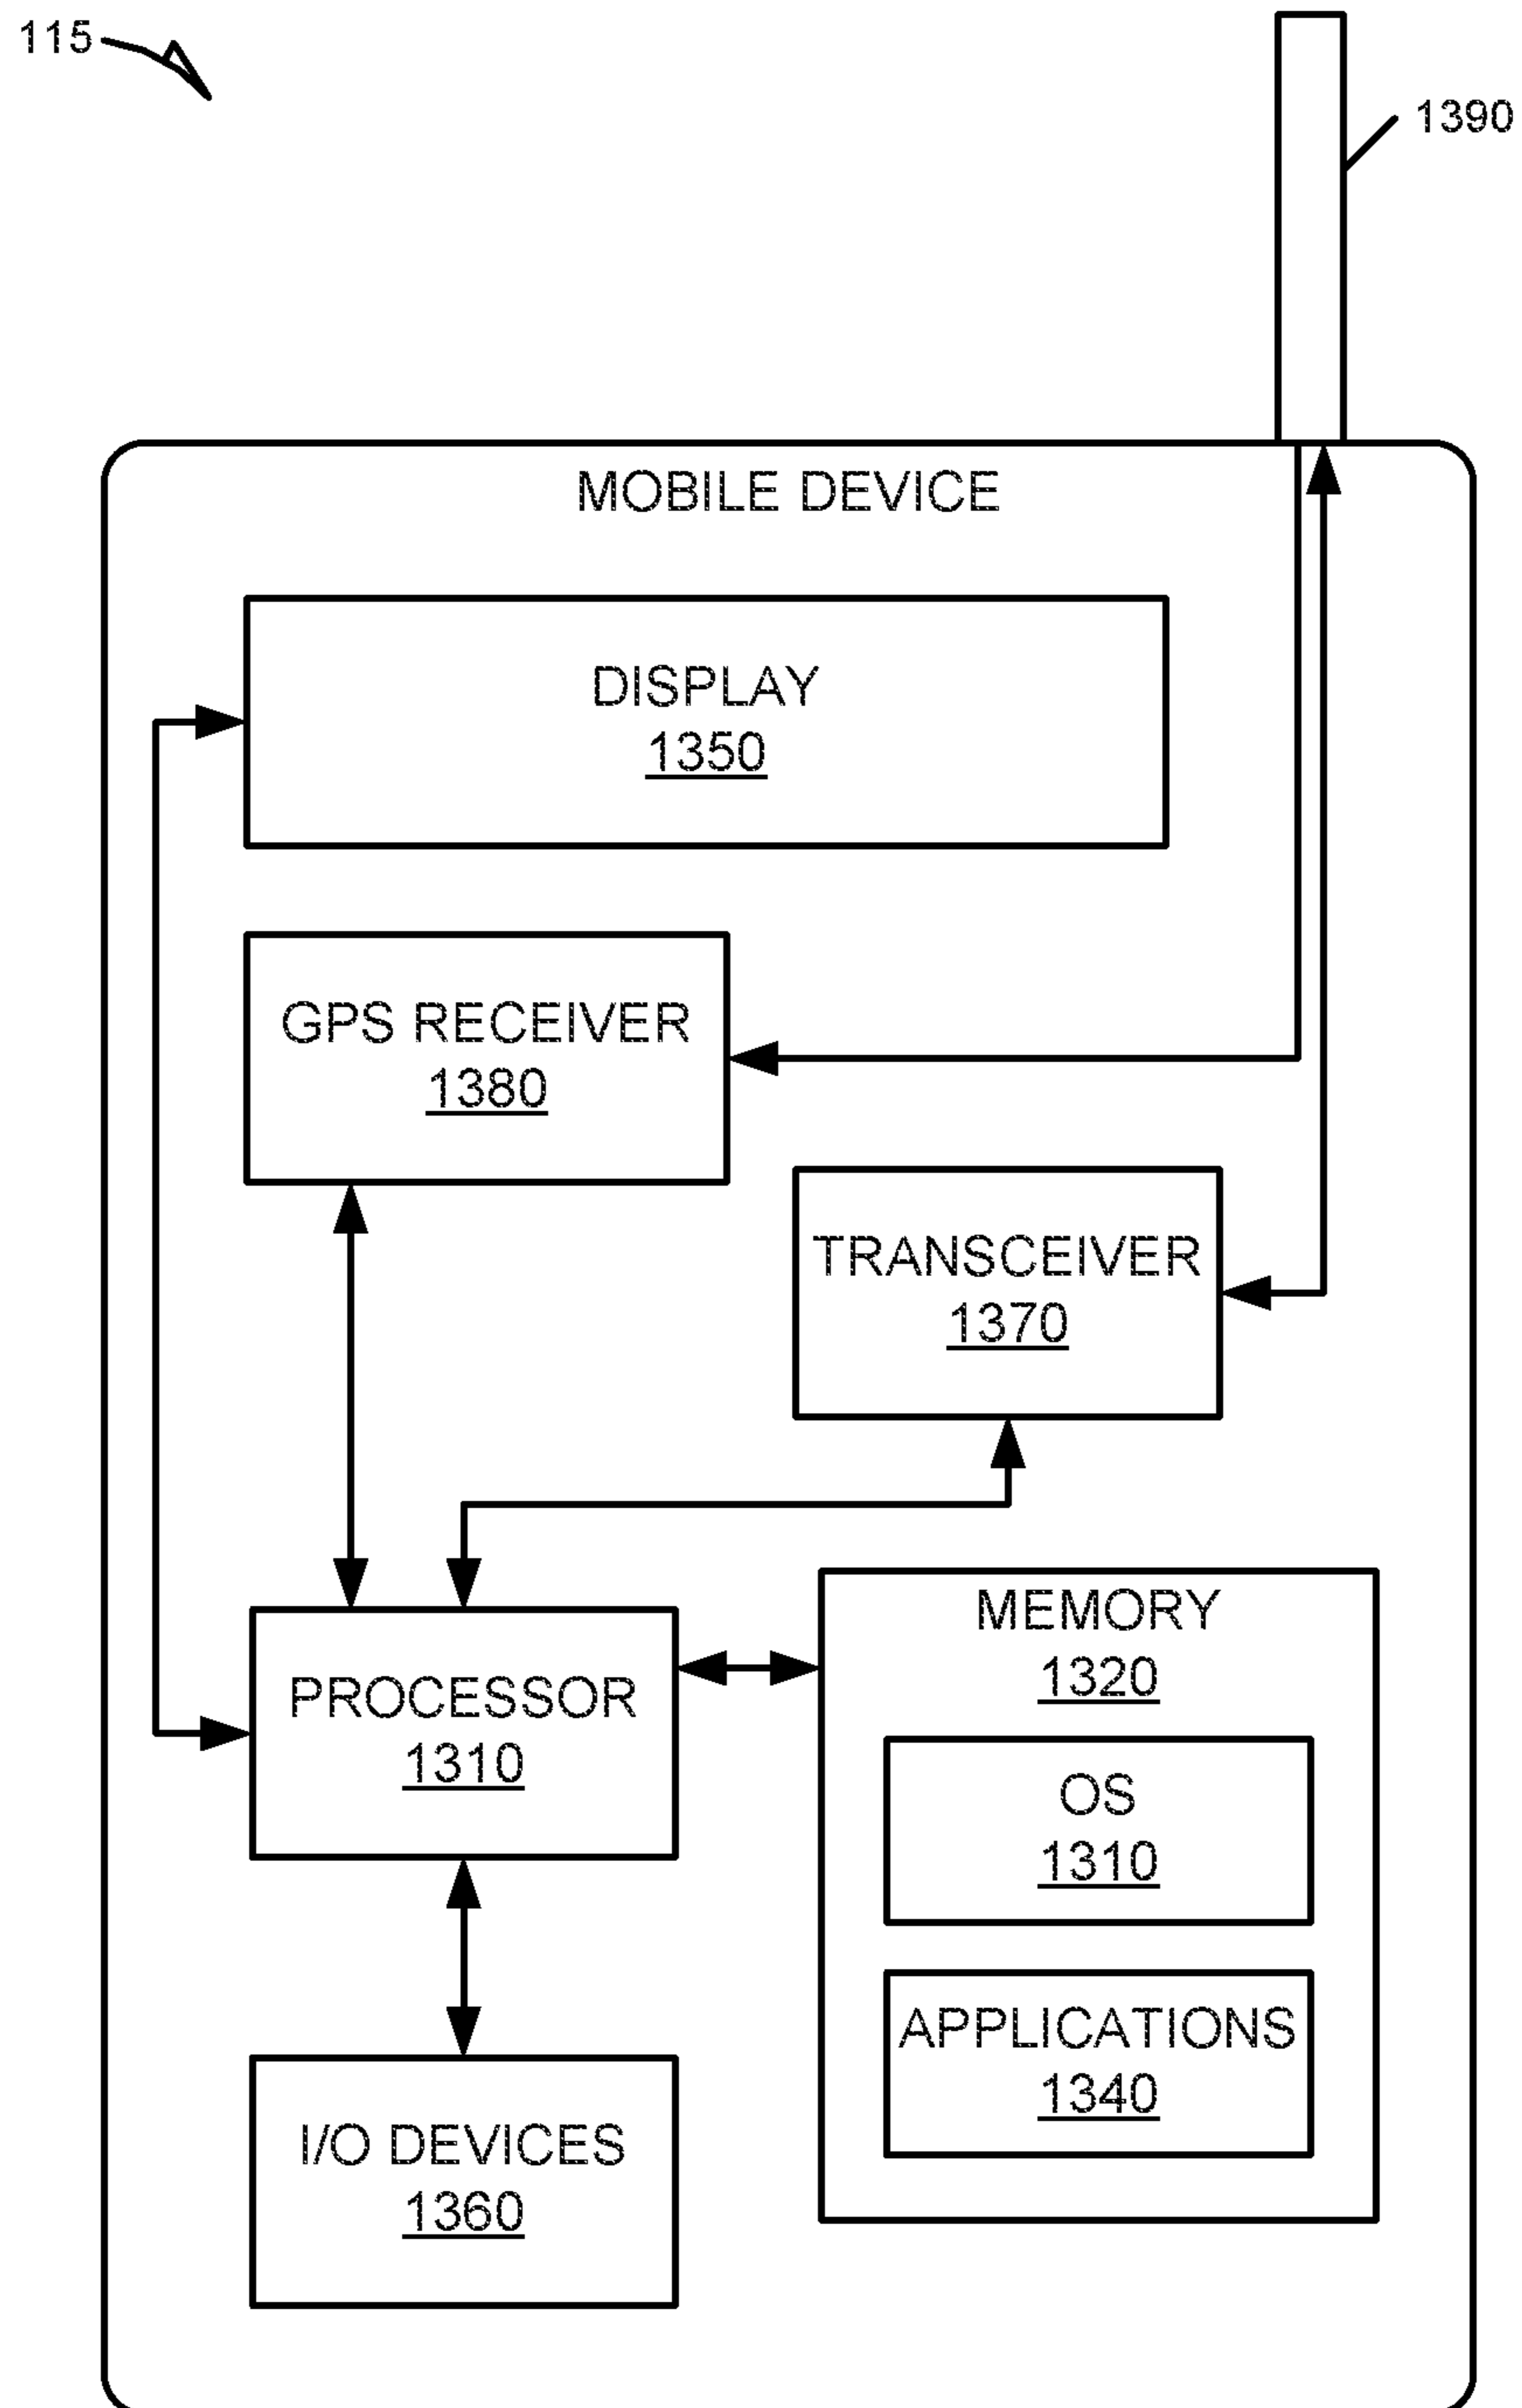 115
1390
MOBILE DEVICE
DISPLAY
1350
GPS RECEIVER
1380
TRANSCEIVER
1370
PROCESSOR
1310
MEMORY
1320
OS
1310
APPLICATIONS
1340
I/O DEVICES
1360